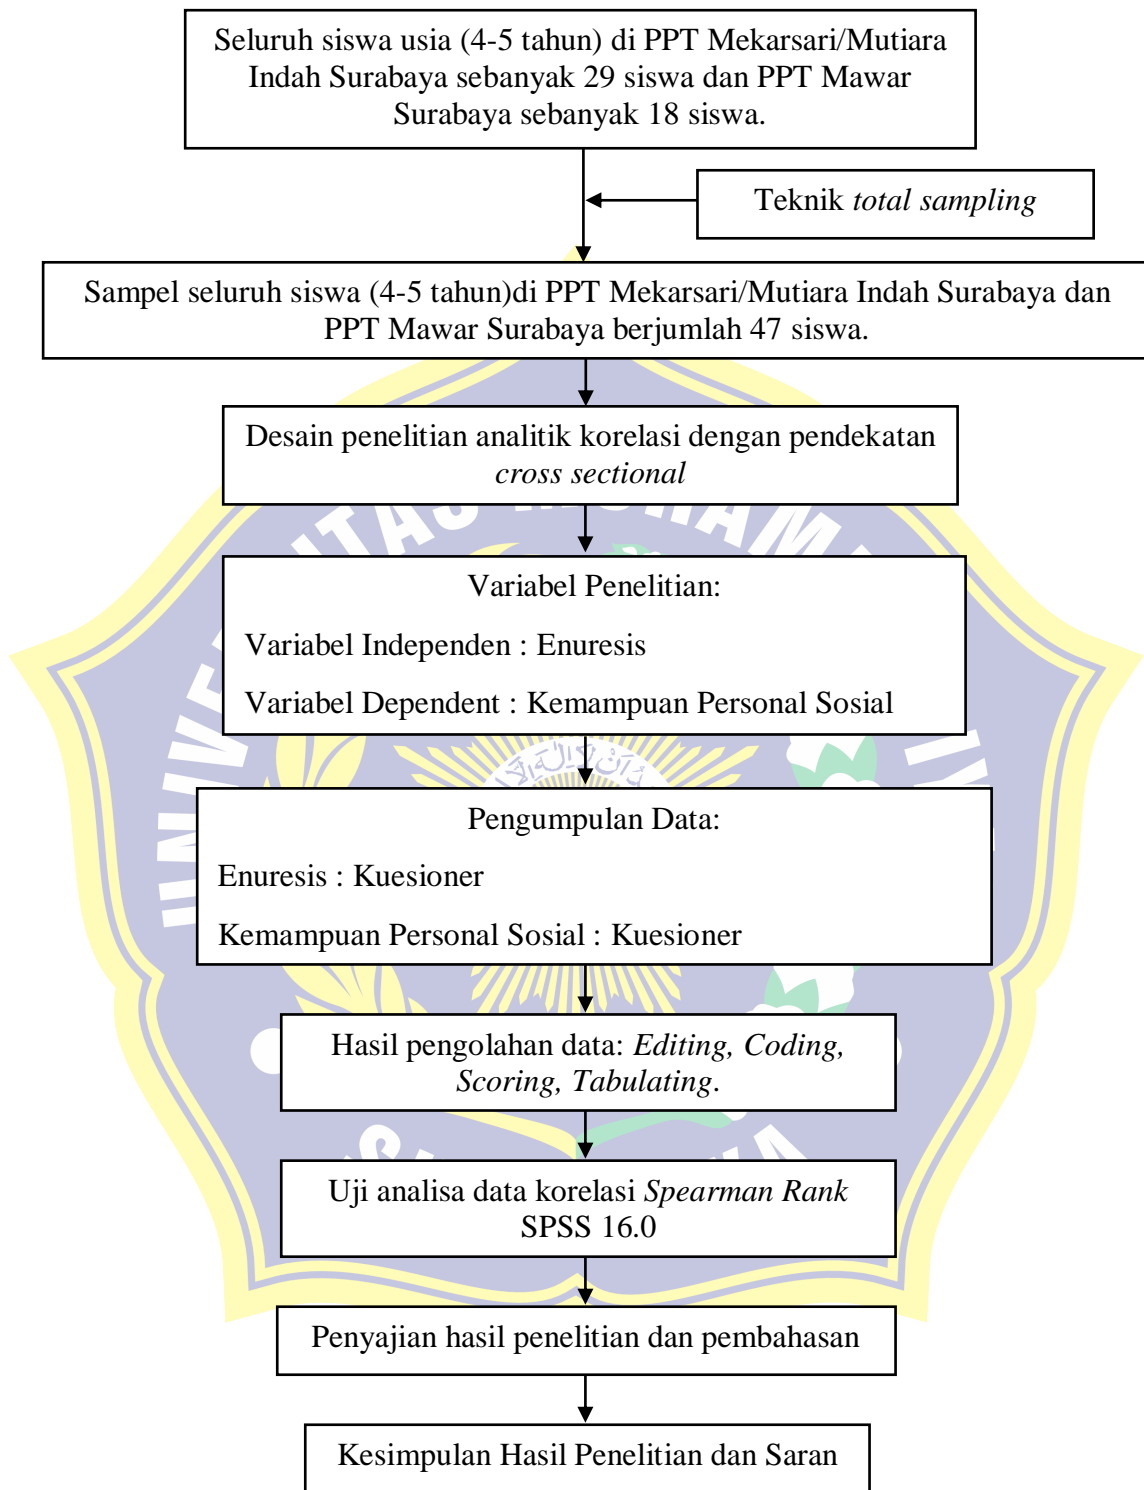 Seluruh siswa usia (4-5 tahun) di PPT Mekarsari/Mutiara
Indah Surabaya sebanyak 29 siswa dan PPT Mawar
Surabaya sebanyak 18 siswa.
Teknik total sampling
Sampel seluruh siswa (4-5 tahun)di PPT Mekarsari/Mutiara Indah Surabaya dan
PPT Mawar Surabaya berjumlah 47 siswa.
Desain penelitian analitik korelasi dengan pendekatan
cross sectional
Variabel Penelitian:
Variabel Independen : Enuresis
Variabel Dependent : Kemampuan Personal Sosial
Pengumpulan Data:
Enuresis : Kuesioner
Kemampuan Personal Sosial : Kuesioner
Hasil pengolahan data: Editing, Coding,
Scoring, Tabulating.
Uji analisa data korelasi Spearman Rank
SPSS 16.0
Penyajian hasil penelitian dan pembahasan
Kesimpulan Hasil Penelitian dan Saran